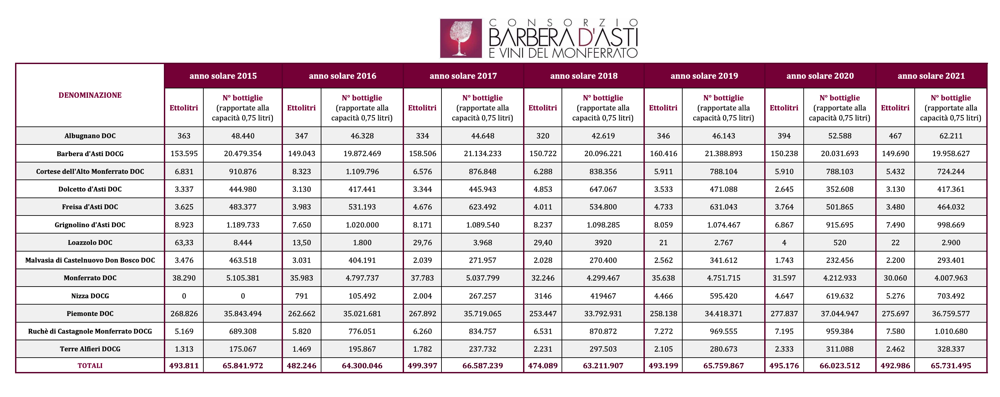 CONSORZIO
BARBERA D'ASTI
E VINI DEL MONFERRATO
DENOMINAZIONE anno solare 2015 anno solare 2016 anno solare 2017 anno solare 2018 anno solare 2019 anno solare 2020 anno solare 2021
Ettolitri N° bottiglie (rapportate alla capacità 0,75 litri) Ettolitri N° bottiglie (rapportate alla capacità 0,75 litri) Ettolitri N° bottiglie (rapportate alla capacità 0,75 litri) Ettolitri N° bottiglie (rapportate alla capacità 0,75 litri) Ettolitri N° bottiglie (rapportate alla capacità 0,75 litri) Ettolitri N° bottiglie (rapportate alla capacità 0,75 litri) Ettolitri N° bottiglie (rapportate alla capacità 0,75 litri)
Albugnano DOC 363 48.440 347 46.328 334 44.648 320 42.619 346 46.143 394 52.588 467 62.211
Barbera d'Asti DOCG 153.595 20.479.354 149.043 19.872.469 158.506 21.134.233 150.722 20.096.221 160.416 21.388.893 150.238 20.031.693 149.690 19.958.627
Cortese dell'Alto Monferrato DOC 6.831 910.876 8.323 1.109.796 6.576 876.848 6.288 838.356 5.911 788.104 5.910 788.103 5.432 724.244
Dolcetto d'Asti DOC 3.337 444.980 3.130 417.441 3.344 445.943 4.853 647.067 3.533 471.088 2.645 352.608 3.130 417.361
Freisa d'Asti DOC 3.625 483.377 3.983 531.193 4.676 623.492 4.011 534.800 4.733 631.043 3.764 501.865 3.480 464.032
Grignolino d'Asti DOC 8.923 1.189.733 7.650 1.020.000 8.171 1.089.540 8.237 1.098.285 8.059 1.074.467 6.867 915.695 7.490 998.669
Loazzolo DOC 63,33 8.444 13,50 1.800 29,76 3.968 29,40 3920 21 2.767 4 520 22 2.900
Malvasia di Castelnuovo Don Bosco DOC 3.476 463.518 3.031 404.191 2.039 271.957 2.028 270.400 2.562 341.612 1.743 232.456 2.200 293.401
Monferrato DOC 38.290 5.105.381 35.983 4.797.737 37.783 5.037.799 32.246 4.299.467 35.638 4.751.715 31.597 4.212.933 30.060 4.007.963
Nizza DOCG 0 0 791 105.492 2.004 267.257 3146 419467 4.466 595.420 4.647 619.632 5.276 703.492
Piemonte DOC 268.826 35.843.494 262.662 35.021.681 267.892 35.719.065 253.447 33.792.931 258.138 34.418.371 277.837 37.044.947 275.697 36.759.577
Ruchè di Castagnole Monferrato DOCG 5.169 689.308 5.820 776.051 6.260 834.757 6.531 870.872 7.272 969.555 7.195 959.384 7.580 1.010.680
Terre Alfieri DOCG 1.313 175.067 1.469 195.867 1.782 237.732 2.231 297.503 2.105 280.673 2.333 311.088 2.462 328.337
TOTALI 493.811 65.841.972 482.246 64.300.046 499.397 66.587.239 474.089 63.211.907 493.199 65.759.867 495.176 66.023.512 492.986 65.731.495